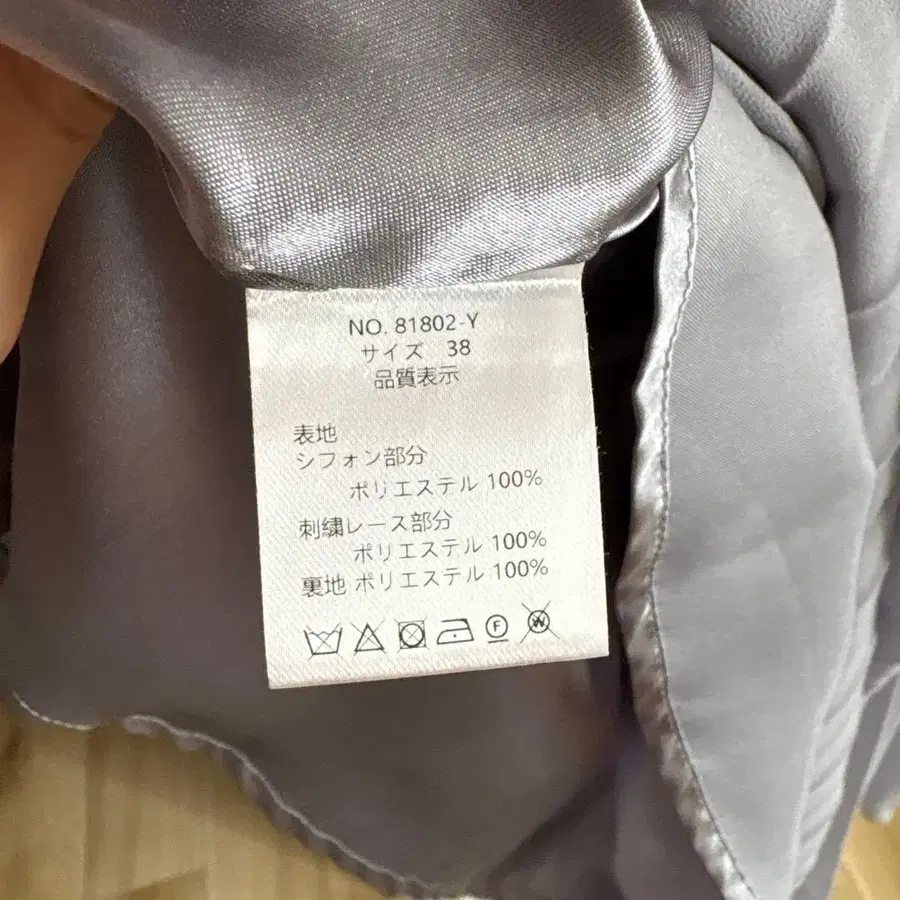 NO. 81802-Y
サイズ 38
品質表示
表地
シフォン部分
ポリエステル 100%
刺繍レース部分
ポリエステル 100%
裏地 ポリエステル 100%
F W